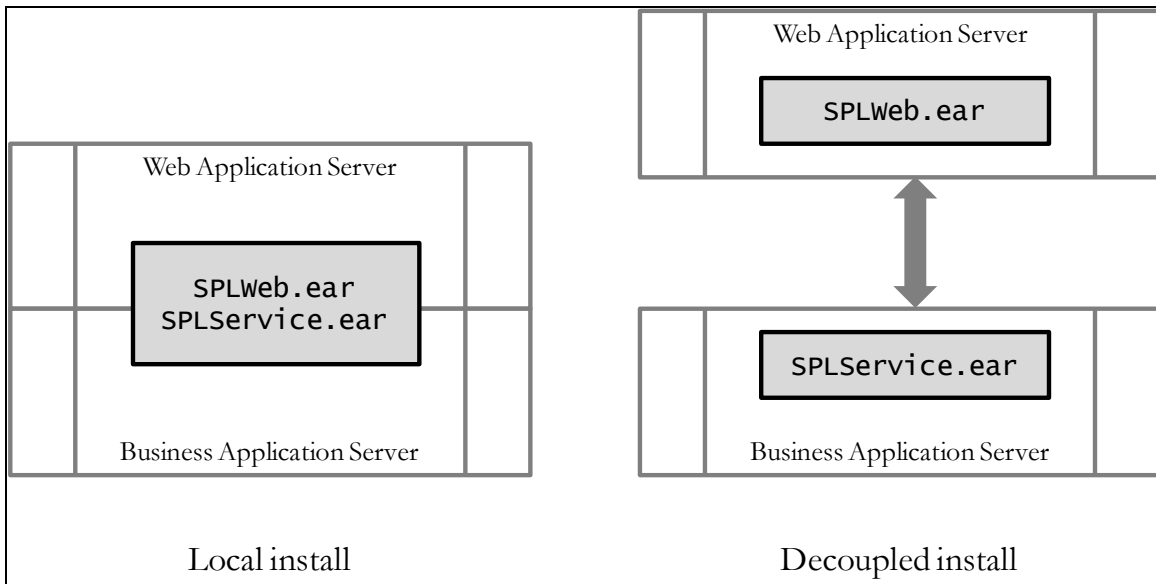 Web Application Server
SPLWeb.ear
SPLService.ear
Business Application Server
Local install
Web Application Server
SPLWeb.ear
SPLService.ear
Business Application Server
Decoupled install